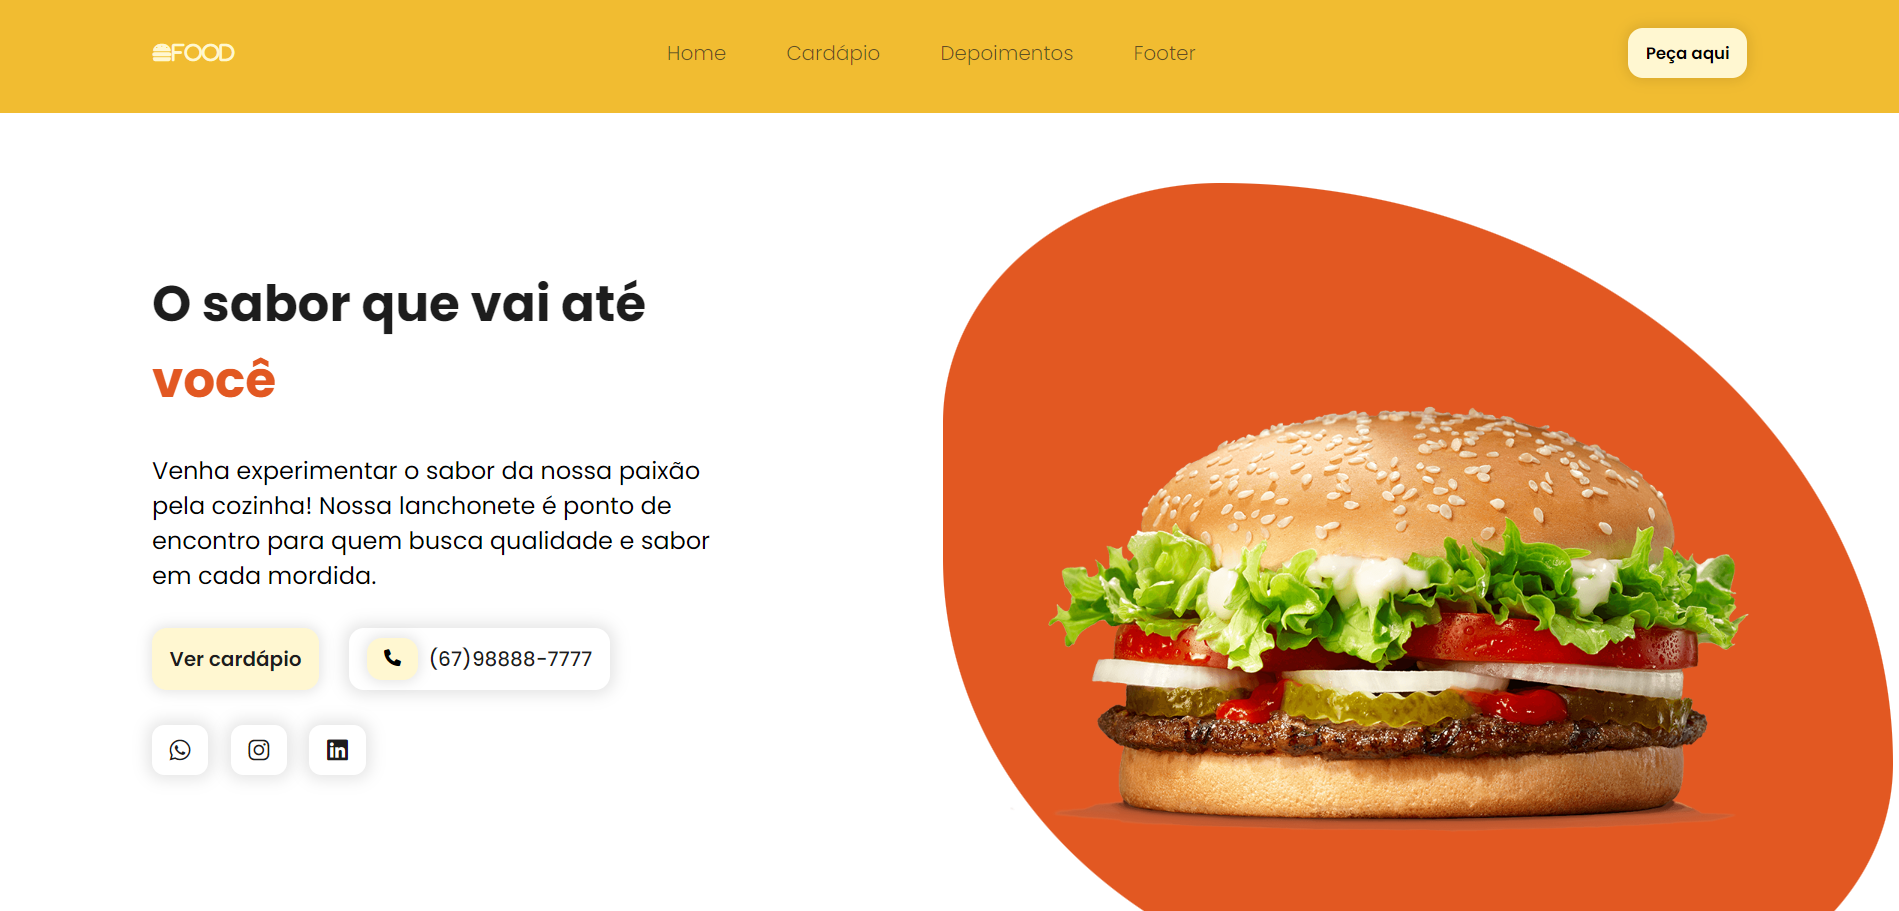 FOOD
Home
Cardápio
Depoimentos
Footer
Peça aqui
O sabor que vai até
você
Venha experimentar o sabor da nossa paixão
pela cozinha! Nossa lanchonete é ponto de
encontro para quem busca qualidade e sabor
em cada mordida.
Ver cardápio
(67)98888-7777